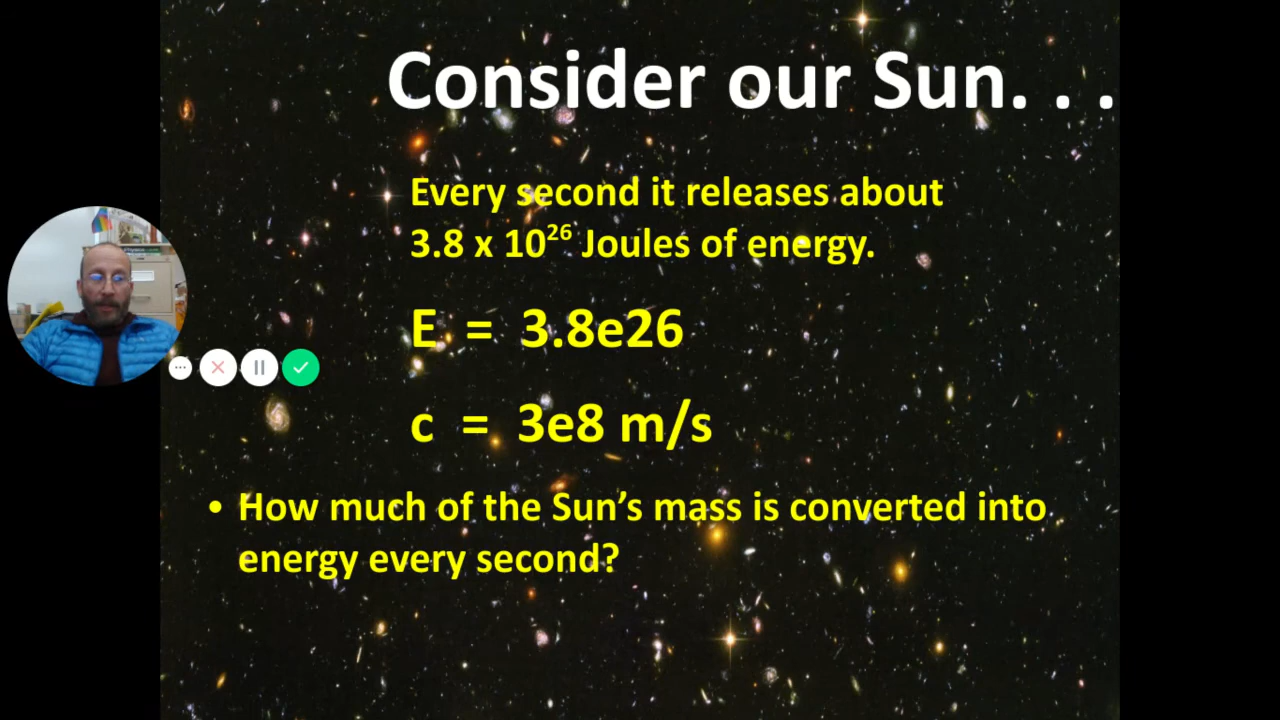 Consider our Sun. . .
Every second it releases about
3.8 x 10²⁶ Joules of energy.
E = 3.8e26
c = 3e8 m/s
• How much of the Sun’s mass is converted into
energy every second?